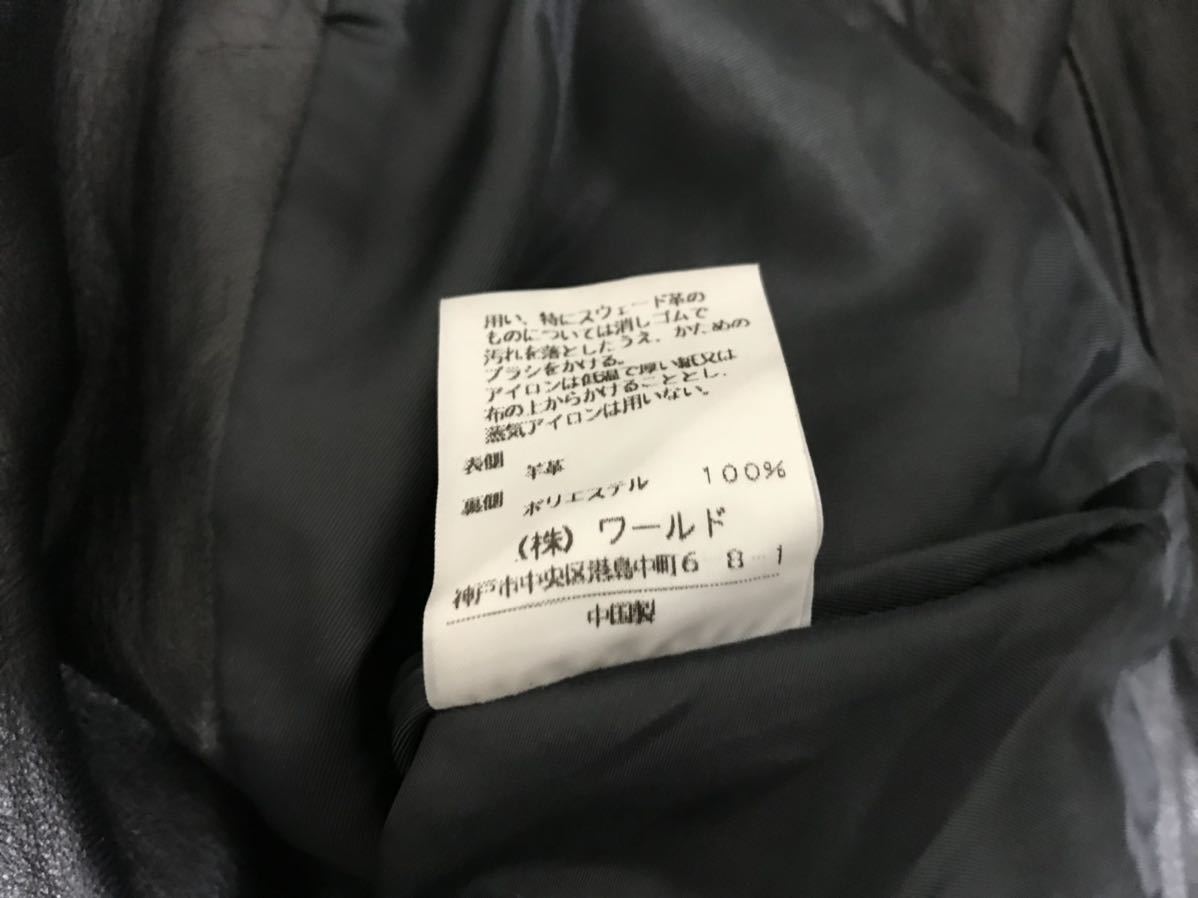 用い、特にスウェード革の
ものについては消しゴムで
汚れを落としたうえ、かための
ブラシをかける。
アイロンは低温で厚い紙又は
布の上からかけることとし、
蒸気アイロンは用いない。
表側 羊革
裏側 ポリエステル 100%
(株)ワールド
神戸市中央区港島中町6-8-1
中国製